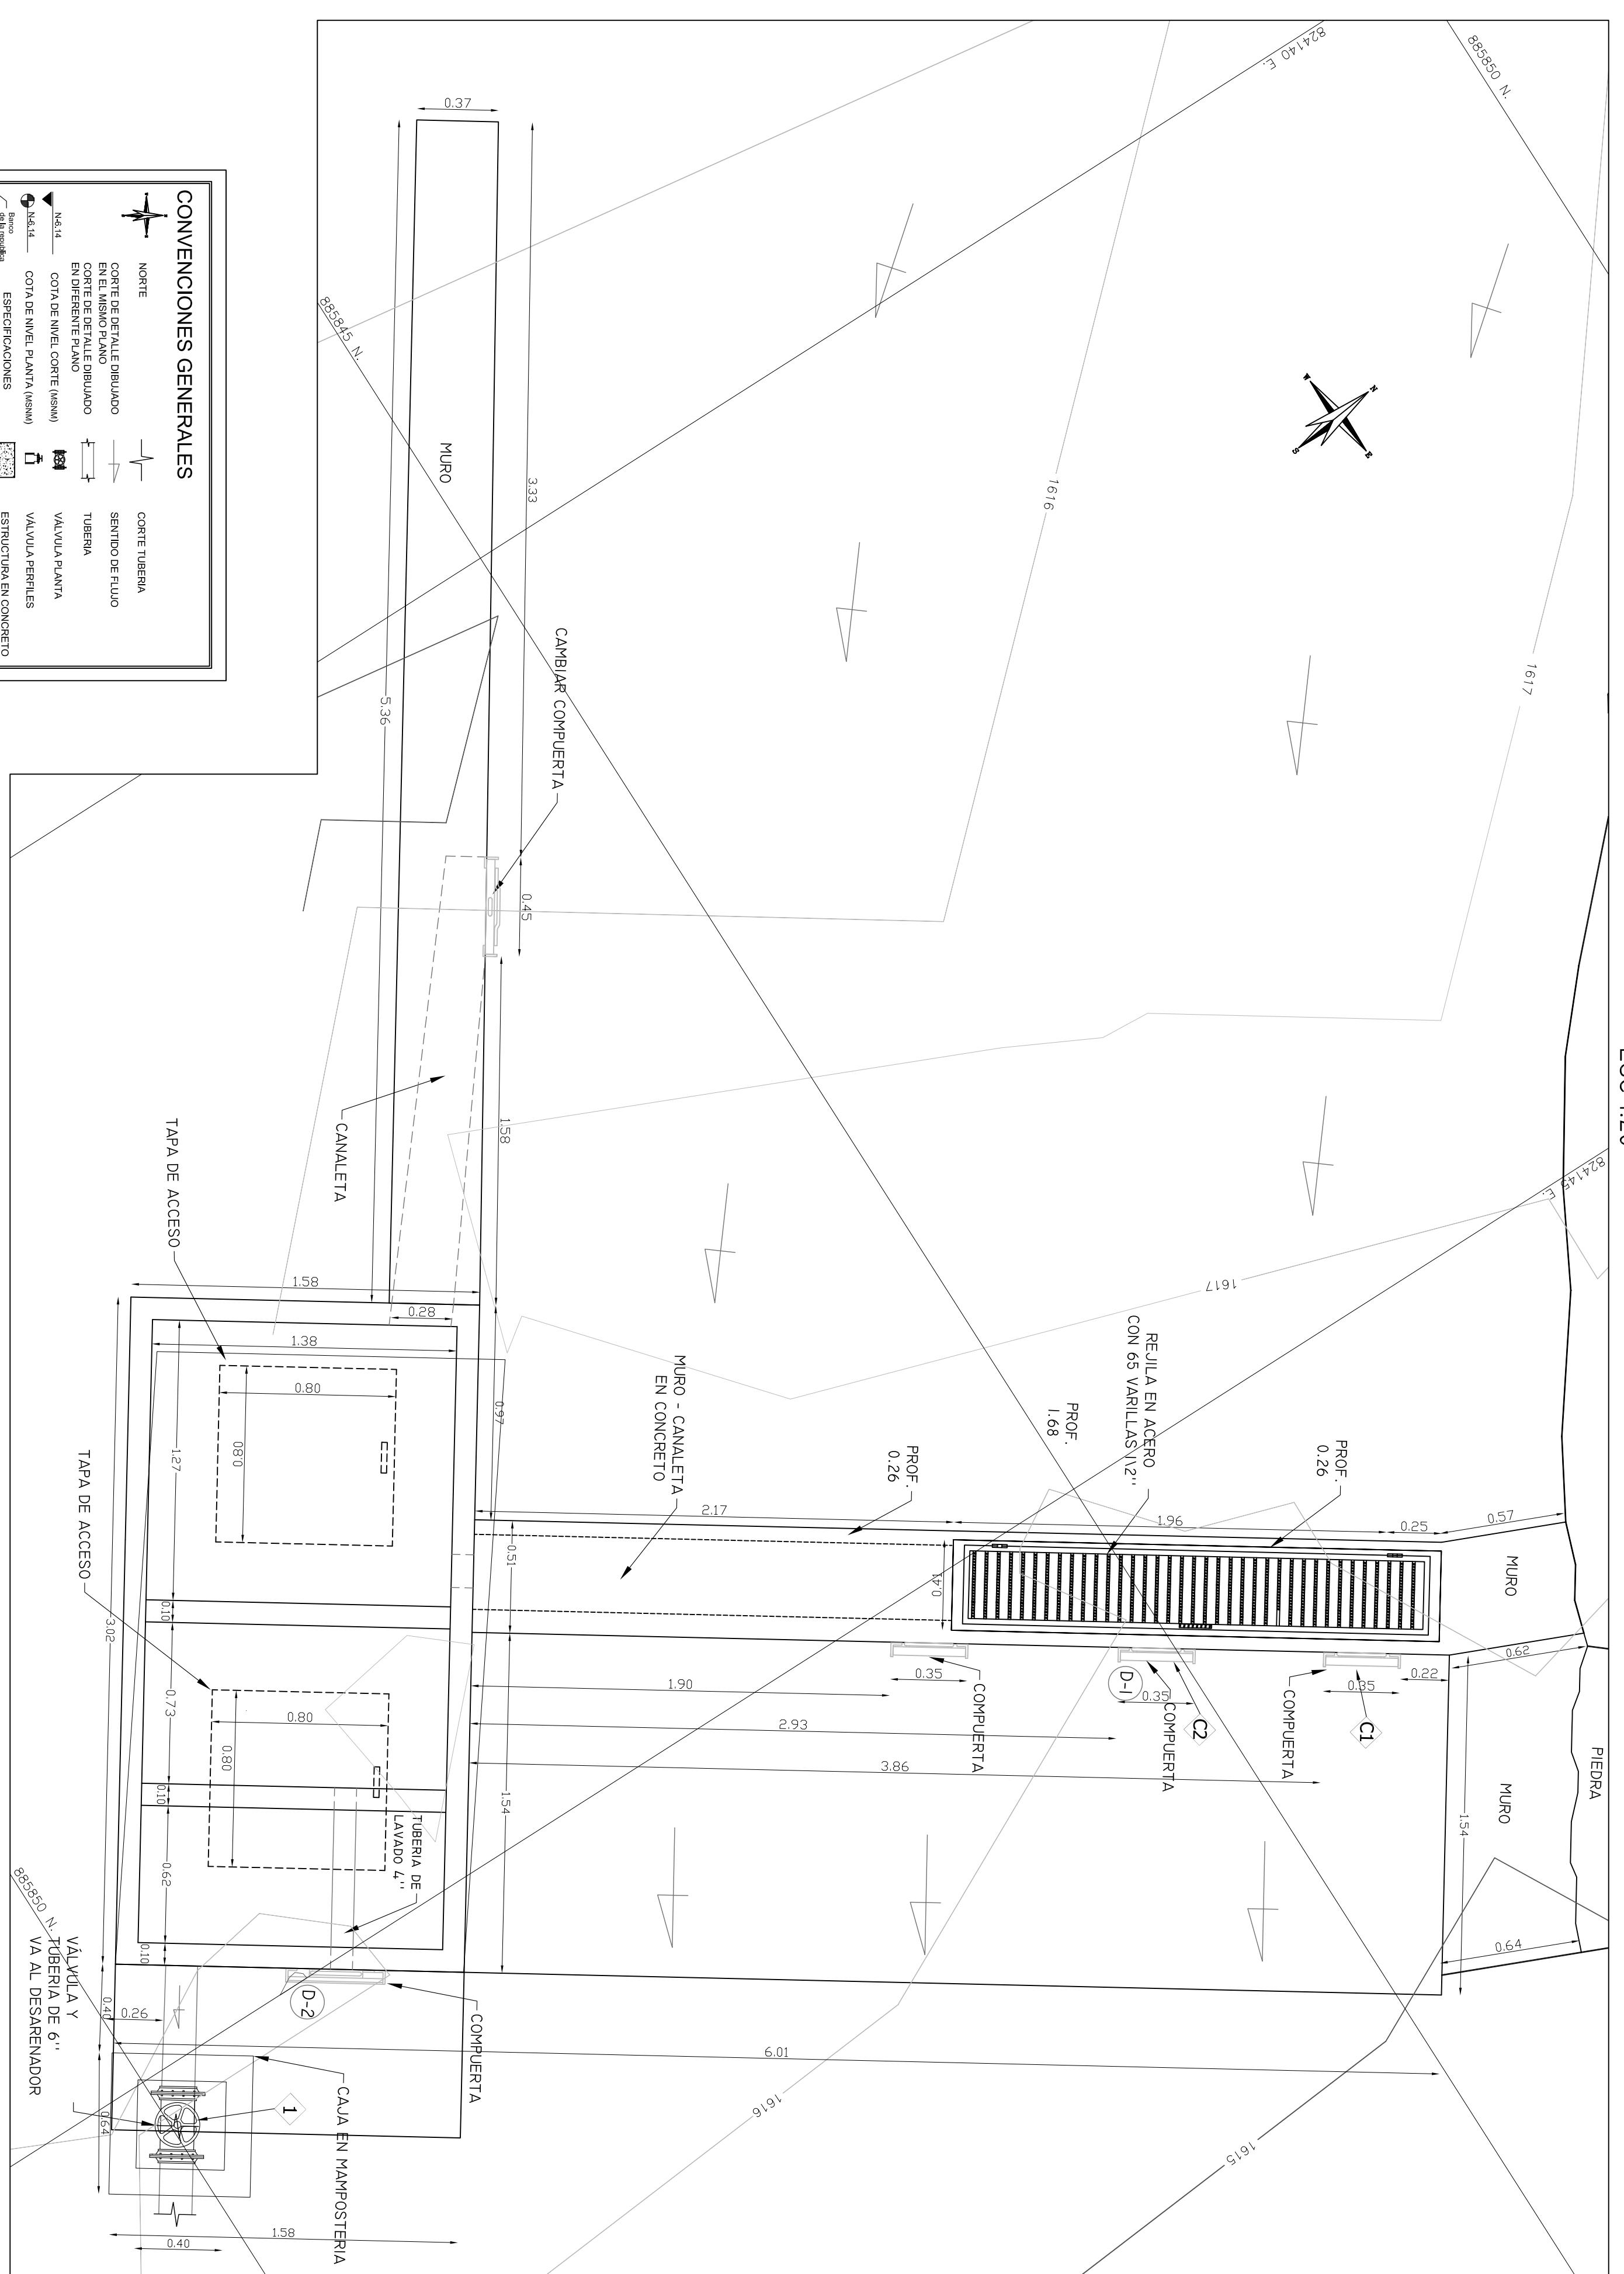 ESC 1:20
885850 N.
824140 E.
1616
1617
885845 N.
0.37
3.33
5.36
MURO
CAMBIAR COMPUERTA
0.45
1.58
CANALETA
824145 E.
1617
TAPA DE ACCESO
1.58
0.28
1.38
0.80
0.80
1.27
0.97
MURO - CANALETA
EN CONCRETO
REJILA EN ACERO
CON 65 VARILLAS 1\2''
PROF.
1.68
PROF.
0.26
PROF.
0.26
2.17
1.96
0.25
0.57
MURO
0.51
0.41
TAPA DE ACCESO
0.10
3.02
0.73
0.80
0.80
0.10
0.62
0.10
1.90
2.93
3.86
0.35
0.35
0.35
0.22
0.62
COMPUERTA
COMPUERTA
COMPUERTA
D-1
C2
C1
PIEDRA
MURO
1.54
1.54
0.64
TUBERIA DE
LAVADO 4''
D-2
COMPUERTA
885850 N.
VÁLVULA Y
TUBERIA DE 6''
VA AL DESARENADOR
0.40
0.26
0.64
6.01
1
CAJA EN MAMPOSTERIA
1.58
0.40
1616
1615
N
E
S
W
CONVENCIONES GENERALES
NORTE
CORTE DE DETALLE DIBUJADO
EN EL MISMO PLANO
CORTE DE DETALLE DIBUJADO
EN DIFERENTE PLANO
N-6.14
COTA DE NIVEL CORTE (MSNM)
N-6.14
COTA DE NIVEL PLANTA (MSNM)
Banco
de la republica
ESPECIFICACIONES
CORTE TUBERIA
SENTIDO DE FLUJO
TUBERIA
VÁLVULA PLANTA
VÁLVULA PERFILES
ESTRUCTURA EN CONCRETO